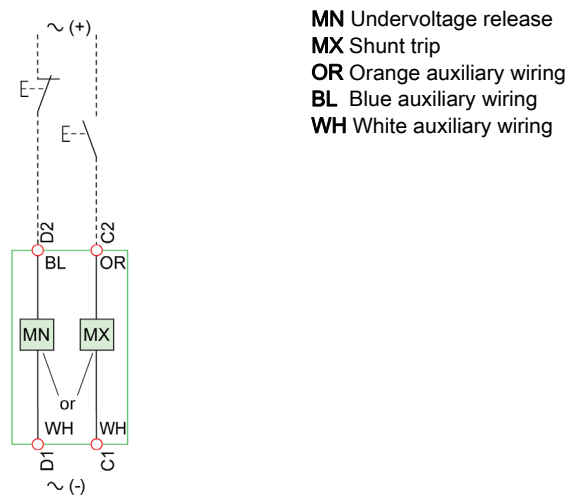 ∼ (+)
MN Undervoltage release
MX Shunt trip
OR Orange auxiliary wiring
BL Blue auxiliary wiring
WH White auxiliary wiring
D2 C2
BL OR
MN MX
or
WH WH
D1 C1
∼ (-)